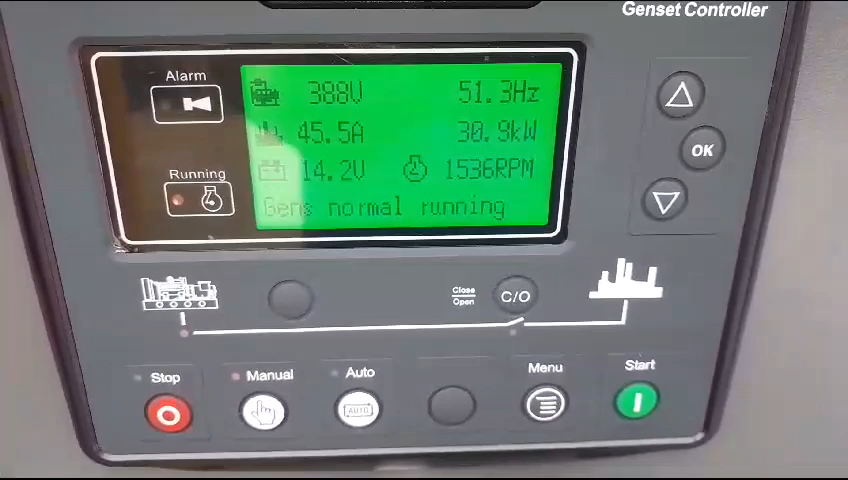 Genset Controller
Alarm
388V 51.3Hz
45.5A 30.9kW
Running
14.2V 1536RPM
Gens normal running
OK
Close
Open
C/O
Stop
Manual
Auto
Menu
Start
AUTO